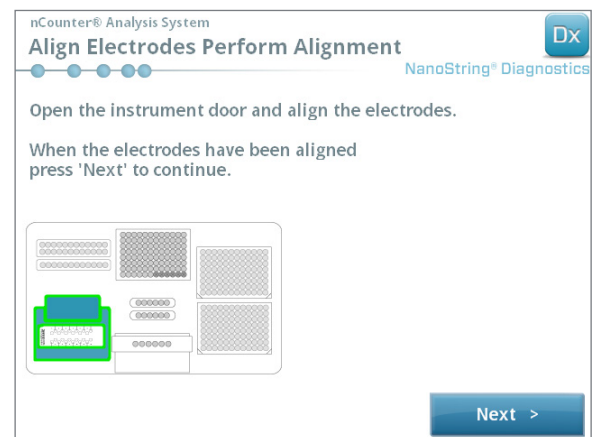 nCounter® Analysis System
Align Electrodes Perform Alignment
Dx
NanoString® Diagnostics
Open the instrument door and align the electrodes.
When the electrodes have been aligned
press 'Next' to continue.
Next >